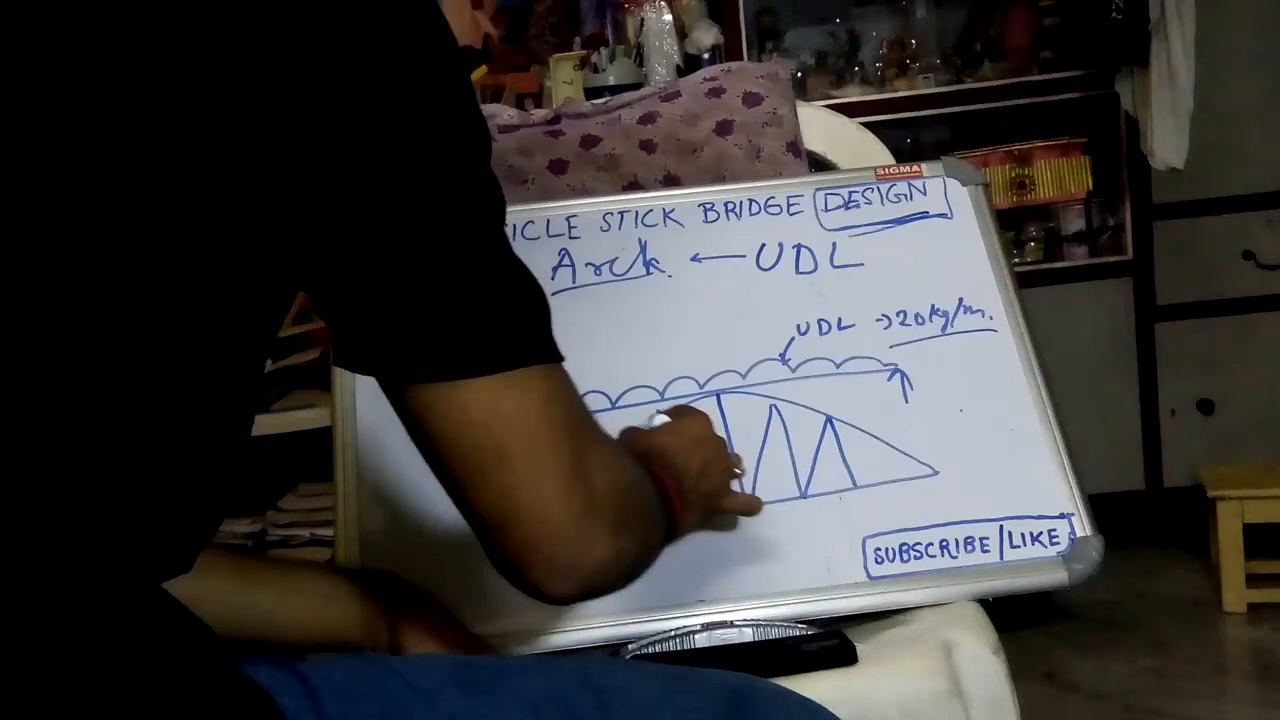 SIGMA
ICLE STICK BRIDGE DESIGN
Arch ← UDL
UDL → 20kg/m.
SUBSCRIBE/LIKE